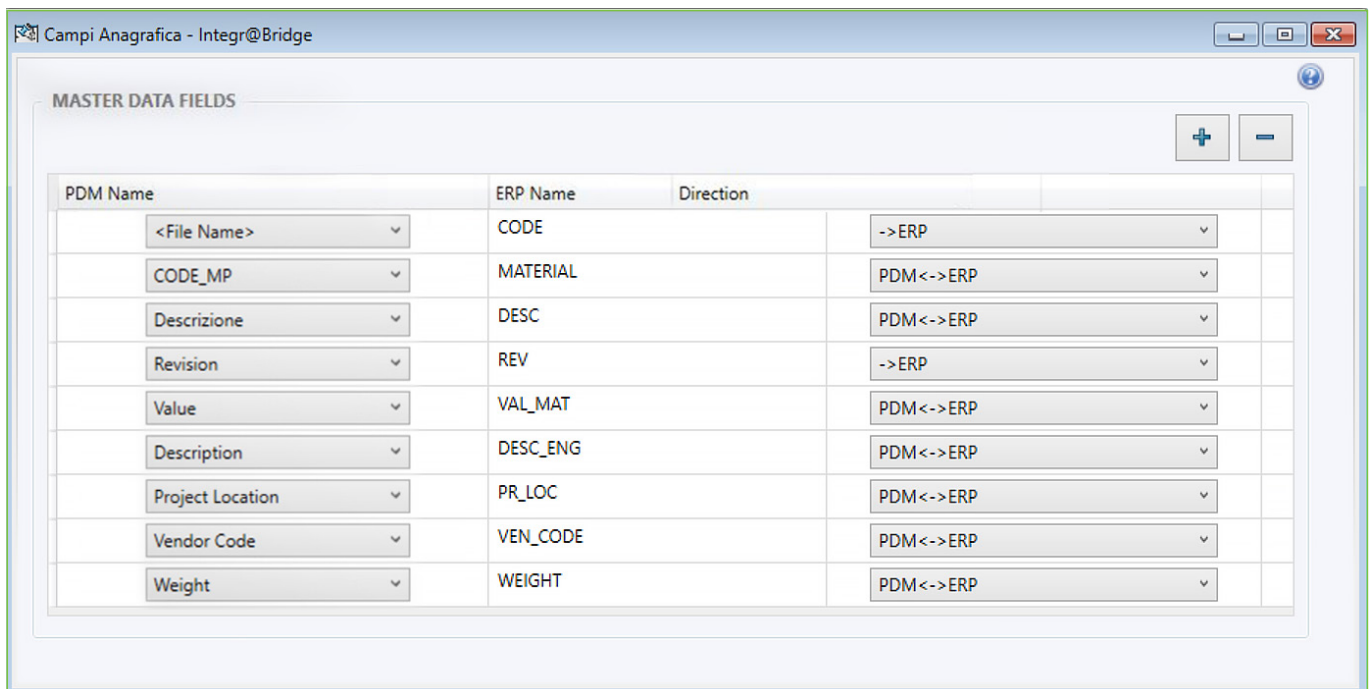 Campi Anagrafica - Integr@Bridge
MASTER DATA FIELDS
PDM Name ERP Name Direction
<File Name> CODE ->ERP
CODE_MP MATERIAL PDM<->ERP
Descrizione DESC PDM<->ERP
Revision REV ->ERP
Value VAL_MAT PDM<->ERP
Description DESC_ENG PDM<->ERP
Project Location PR_LOC PDM<->ERP
Vendor Code VEN_CODE PDM<->ERP
Weight WEIGHT PDM<->ERP